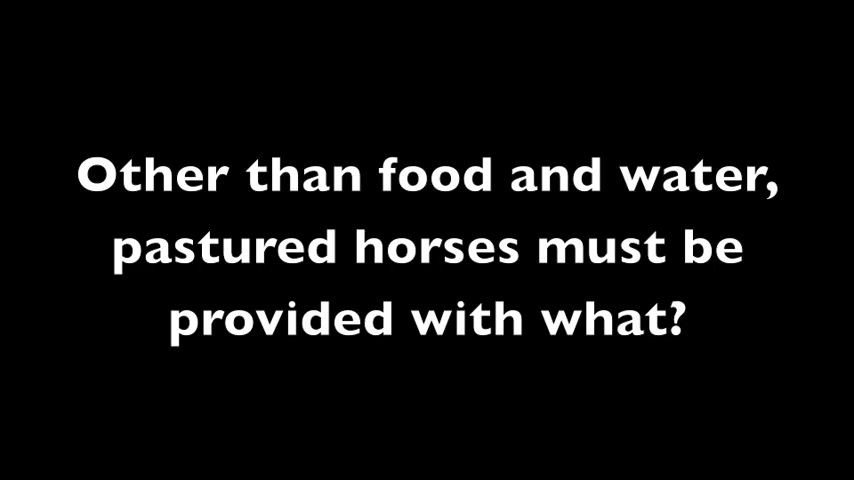 Other than food and water,
pastured horses must be
provided with what?